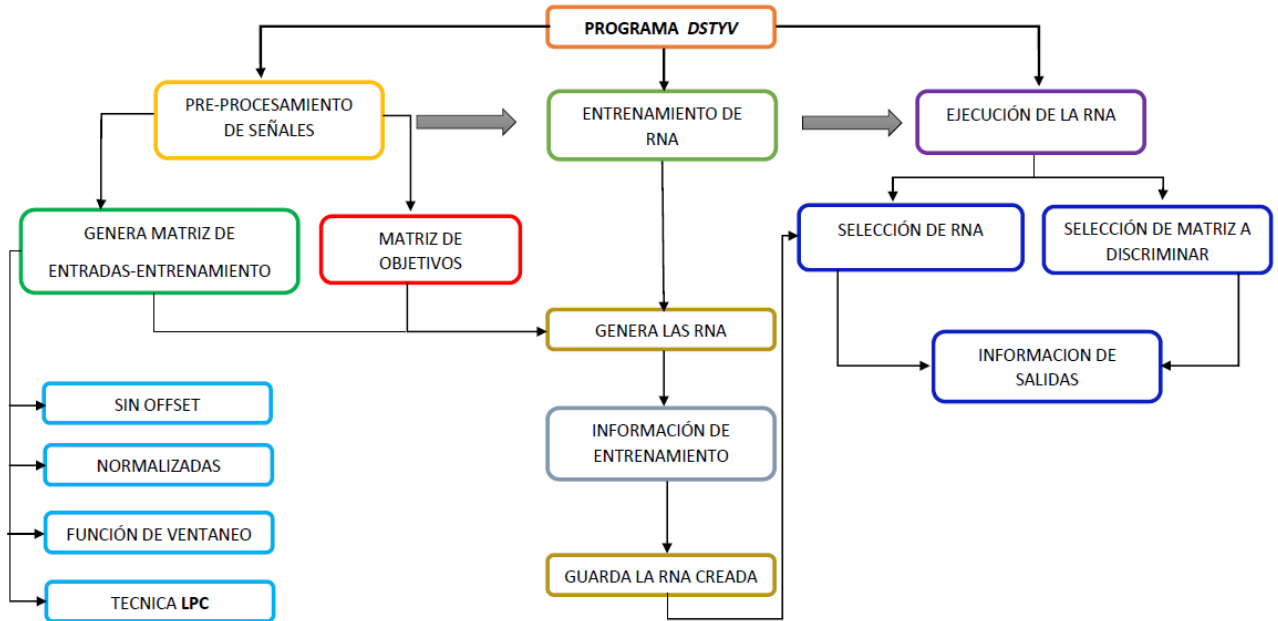 PROGRAMA DSTYV
PRE-PROCESAMIENTO
DE SEÑALES
ENTRENAMIENTO DE
RNA
EJECUCIÓN DE LA RNA
GENERA MATRIZ DE
ENTRADAS-ENTRENAMIENTO
MATRIZ DE
OBJETIVOS
SELECCIÓN DE RNA
SELECCIÓN DE MATRIZ A
DISCRIMINAR
GENERA LAS RNA
INFORMACION DE
SALIDAS
SIN OFFSET
NORMALIZADAS
FUNCIÓN DE VENTANEO
TECNICA LPC
INFORMACIÓN DE
ENTRENAMIENTO
GUARDA LA RNA CREADA